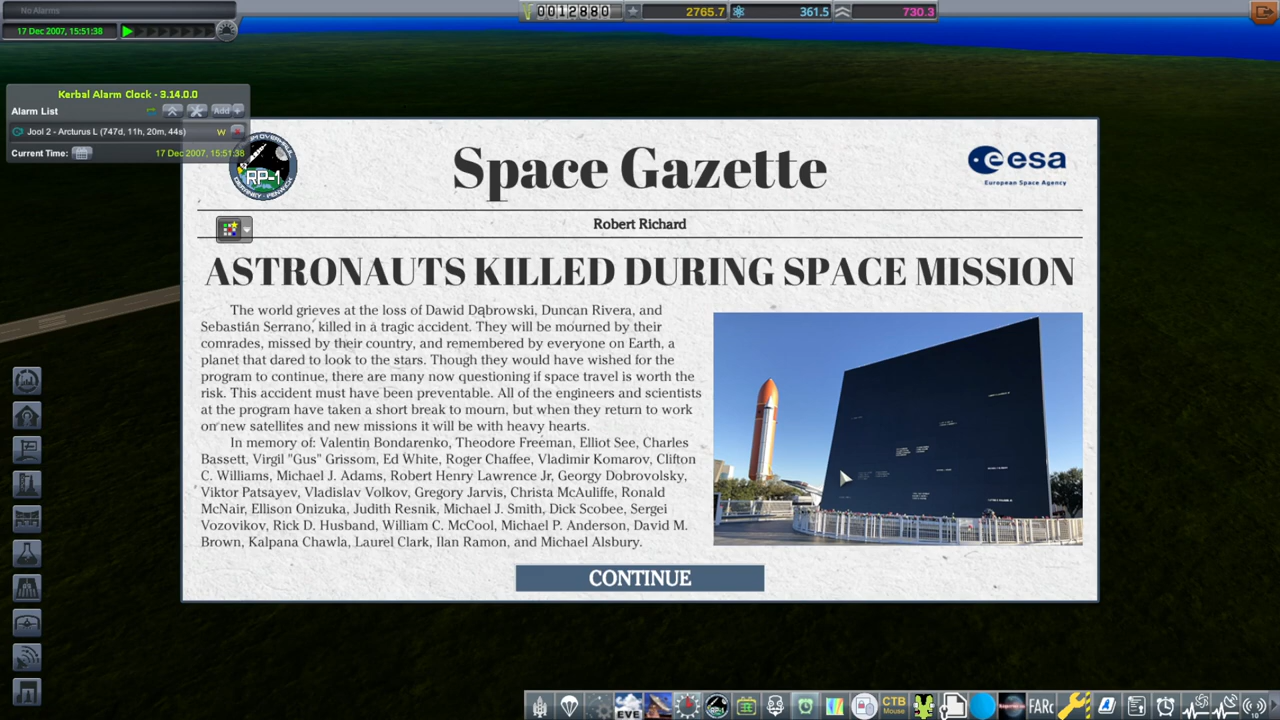 No Alarms
0012880
2765.7
361.5
730.3
17 Dec 2007, 15:51:38
Kerbal Alarm Clock - 3.14.0.0
Alarm List
Add +
Jool 2 - Arcturus L (747d, 11h, 20m, 44s) W
Current Time: 17 Dec 2007, 15:51:38
RP-1
Space Gazette
esa
European Space Agency
Robert Richard
ASTRONAUTS KILLED DURING SPACE MISSION
The world grieves at the loss of Dawid Dąbrowski, Duncan Rivera, and
Sebastián Serrano, killed in a tragic accident. They will be mourned by their
comrades, missed by their country, and remembered by everyone on Earth, a
planet that dared to look to the stars. Though they would have wished for the
program to continue, there are many now questioning if space travel is worth the
risk. This accident must have been preventable. All of the engineers and scientists
at the program have taken a short break to mourn, but when they return to work
on new satellites and new missions it will be with heavy hearts.
In memory of: Valentin Bondarenko, Theodore Freeman, Elliot See, Charles
Bassett, Virgil "Gus" Grissom, Ed White, Roger Chaffee, Vladimir Komarov, Clifton
C. Williams, Michael J. Adams, Robert Henry Lawrence Jr, Georgy Dobrovolsky,
Viktor Patsayev, Vladislav Volkov, Gregory Jarvis, Christa McAuliffe, Ronald
McNair, Ellison Onizuka, Judith Resnik, Michael J. Smith, Dick Scobee, Sergei
Vozovikov, Rick D. Husband, William C. McCool, Michael P. Anderson, David M.
Brown, Kalpana Chawla, Laurel Clark, Ilan Ramon, and Michael Alsbury.
CONTINUE
EVE
RP-1
CTB
Mouse
FARc
10